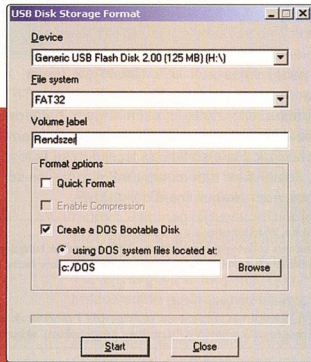 USB Disk Storage Format
Device
Generic USB Flash Disk 2.00 (125 MB) (H:\)
File system
FAT32
Volume label
Rendszer
Format options
Quick Format
Enable Compression
Create a DOS Bootable Disk
using DOS system files located at:
c:/DOS
Browse
Start
Close